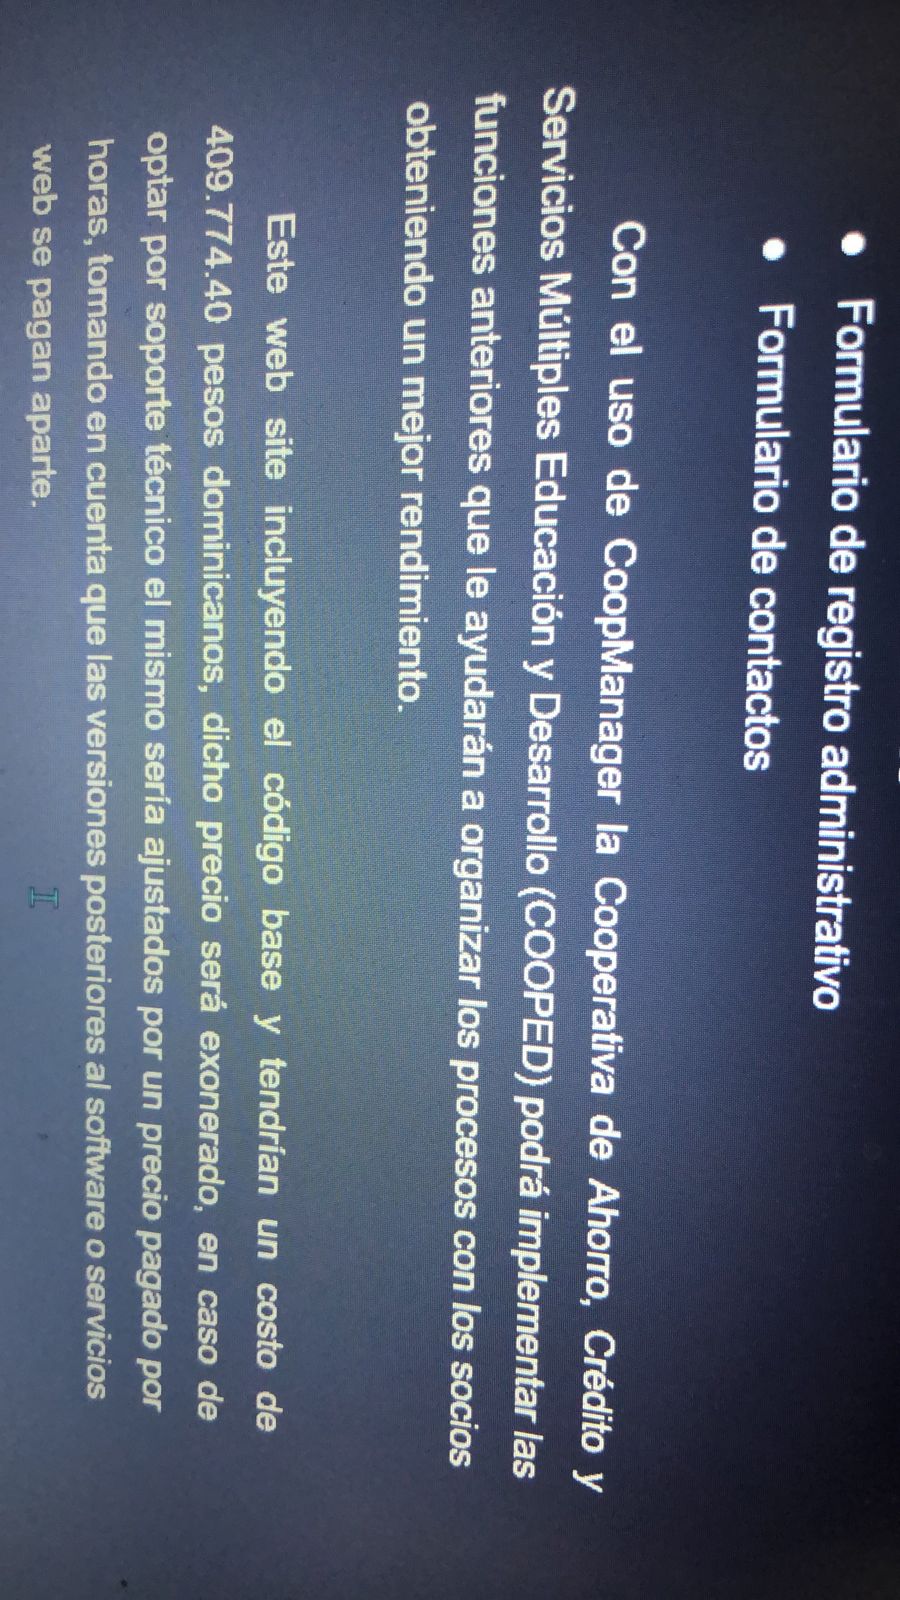 ● Formulario de registro administrativo
● Formulario de contactos
Con el uso de CoopManager la Cooperativa de Ahorro, Crédito y
Servicios Múltiples Educación y Desarrollo (COOPED) podrá implementar las
funciones anteriores que le ayudarán a organizar los procesos con los socios
obteniendo un mejor rendimiento.
Este web site incluyendo el código base y tendrían un costo de
409.774.40 pesos dominicanos, dicho precio será exonerado, en caso de
optar por soporte técnico el mismo sería ajustados por un precio pagado por
horas, tomando en cuenta que las versiones posteriores al software o servicios
web se pagan aparte.